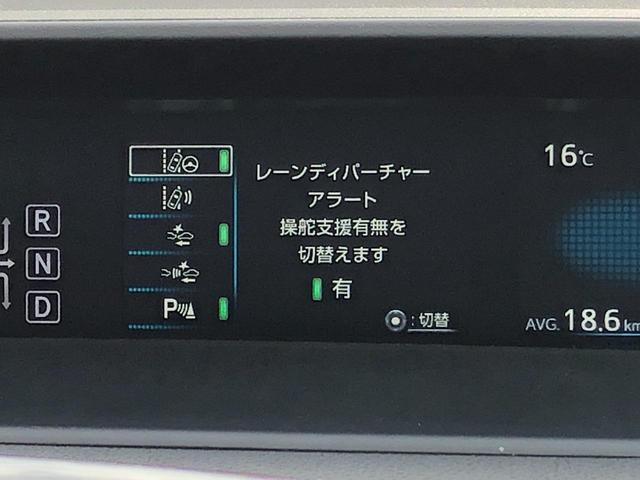 16℃
レーンディパーチャー
アラート
操舵支援有無を
切替えます
有
R
N
D
P
:切替
AVG. 18.6 km